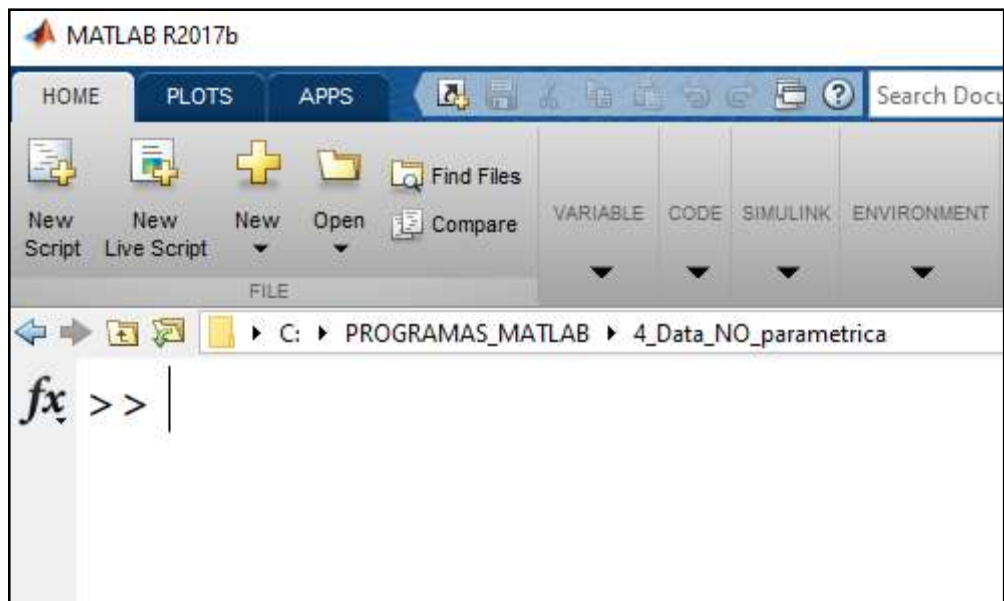 MATLAB R2017b
HOME PLOTS APPS Search Docu
Find Files
New Script New Live Script New Open Compare VARIABLE CODE SIMULINK ENVIRONMENT
FILE
C: PROGRAMAS_MATLAB 4_Data_NO_parametrica
fx >>